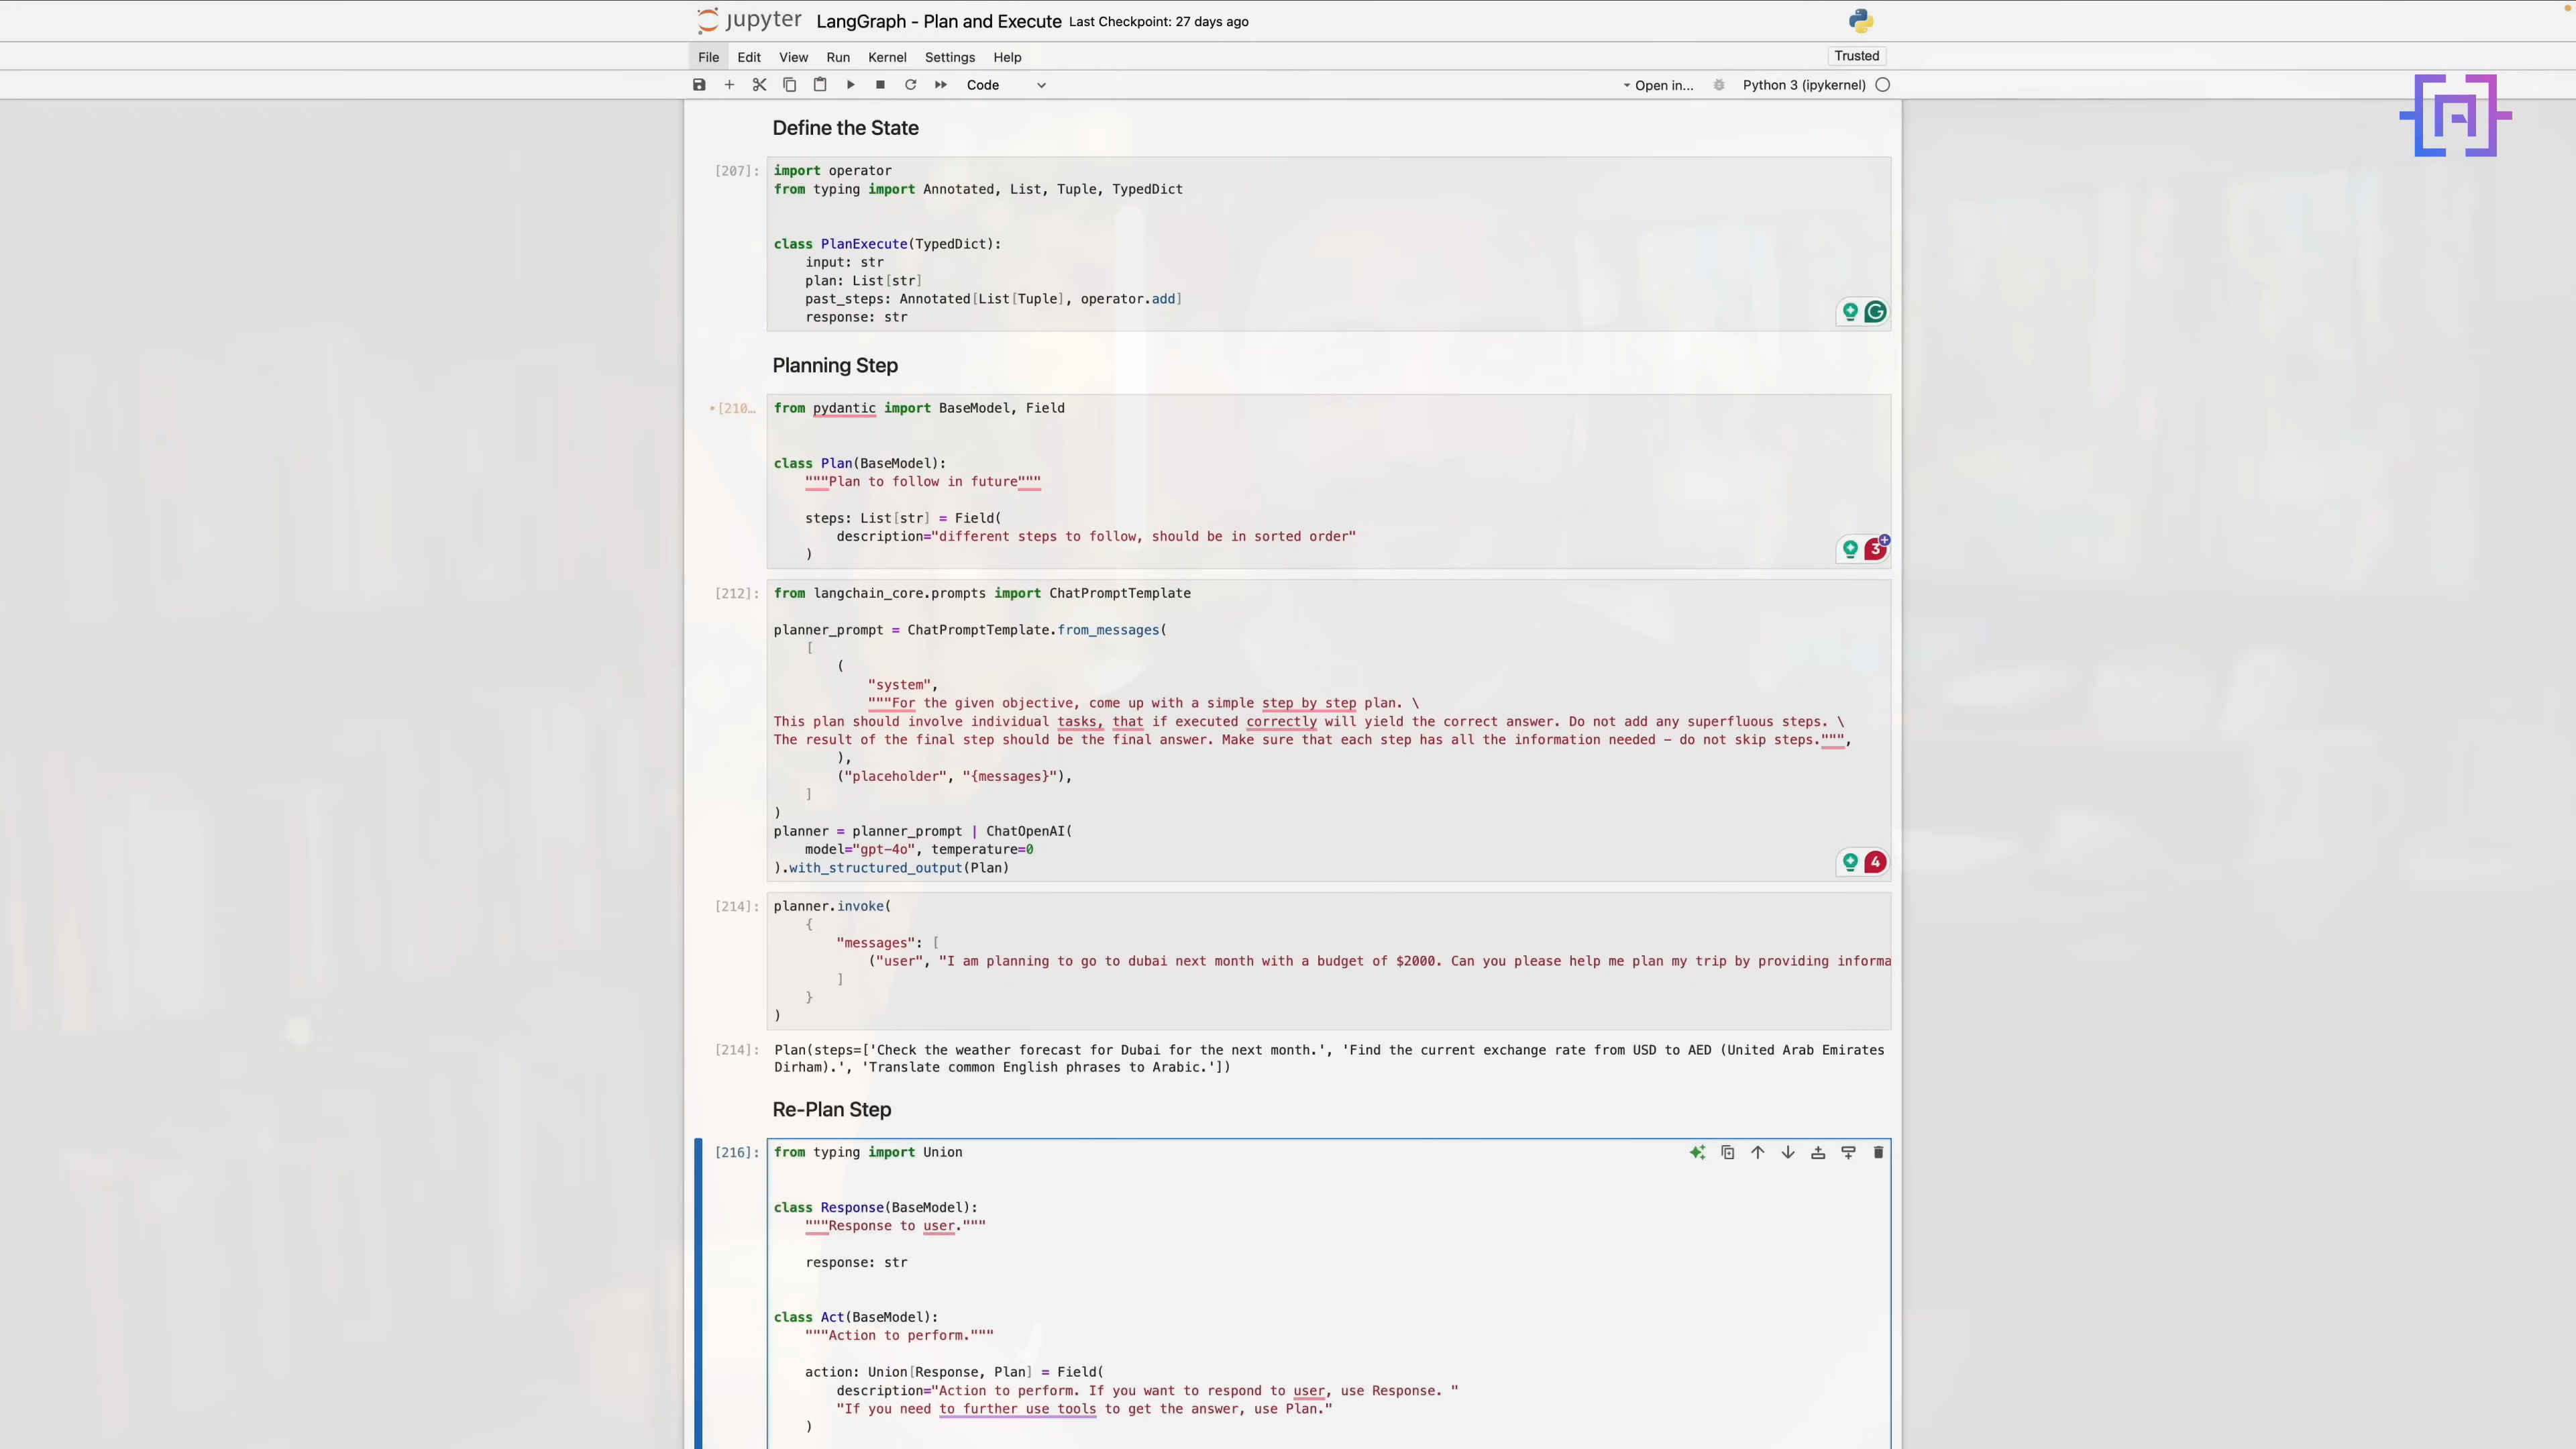 jupyter LangGraph - Plan and Execute Last Checkpoint: 27 days ago
File Edit View Run Kernel Settings Help
Trusted
Code
Open in...
Python 3 (ipykernel)
Define the State
[207]:
import operator
from typing import Annotated, List, Tuple, TypedDict
class PlanExecute(TypedDict):
    input: str
    plan: List[str]
    past_steps: Annotated[List[Tuple], operator.add]
    response: str
Planning Step
•[210…
from pydantic import BaseModel, Field
3
class Plan(BaseModel):
    """Plan to follow in future"""
    steps: List[str] = Field(
        description="different steps to follow, should be in sorted order"
    )
[212]:
from langchain_core.prompts import ChatPromptTemplate
planner_prompt = ChatPromptTemplate.from_messages(
    [
        (
            "system",
            """For the given objective, come up with a simple step by step plan. \
This plan should involve individual tasks, that if executed correctly will yield the correct answer. Do not add any superfluous steps. \
The result of the final step should be the final answer. Make sure that each step has all the information needed - do not skip steps.""",
        ),
        ("placeholder", "{messages}"),
    ]
)
planner = planner_prompt | ChatOpenAI(
    model="gpt-4o", temperature=0
).with_structured_output(Plan)
4
[214]:
planner.invoke(
    {
        "messages": [
            ("user", "I am planning to go to dubai next month with a budget of $2000. Can you please help me plan my trip by providing informa
        ]
    }
)
[214]:
Plan(steps=['Check the weather forecast for Dubai for the next month.', 'Find the current exchange rate from USD to AED (United Arab Emirates
Dirham).', 'Translate common English phrases to Arabic.'])
Re-Plan Step
[216]:
from typing import Union
class Response(BaseModel):
    """Response to user."""
    response: str
class Act(BaseModel):
    """Action to perform."""
    action: Union[Response, Plan] = Field(
        description="Action to perform. If you want to respond to user, use Response. "
        "If you need to further use tools to get the answer, use Plan."
    )